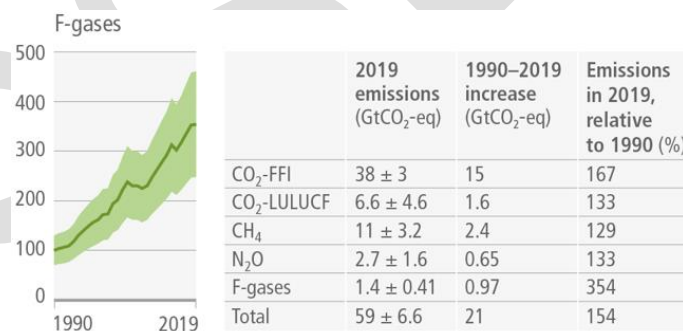 F-gases
500
400
300
200
100
0
1990 2019
2019 emissions (GtCO₂-eq) 1990–2019 increase (GtCO₂-eq) Emissions in 2019, relative to 1990 (%)
CO₂-FFI 38 ± 3 15 167
CO₂-LULUCF 6.6 ± 4.6 1.6 133
CH₄ 11 ± 3.2 2.4 129
N₂O 2.7 ± 1.6 0.65 133
F-gases 1.4 ± 0.41 0.97 354
Total 59 ± 6.6 21 154